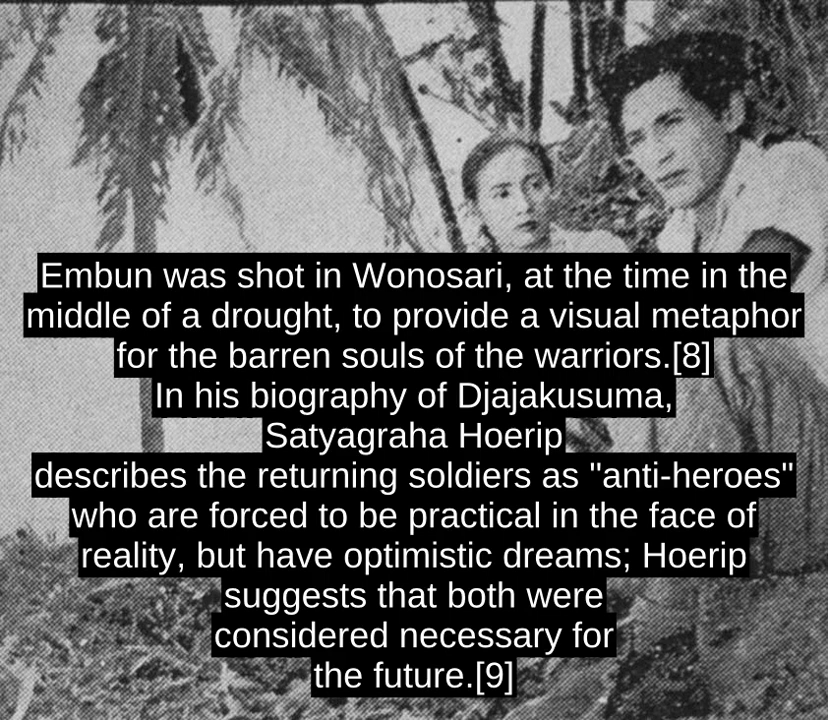 Embun was shot in Wonosari, at the time in the
middle of a drought, to provide a visual metaphor
for the barren souls of the warriors.[8]
In his biography of Djajakusuma,
Satyagraha Hoerip
describes the returning soldiers as "anti-heroes"
who are forced to be practical in the face of
reality, but have optimistic dreams; Hoerip
suggests that both were
considered necessary for
the future.[9]